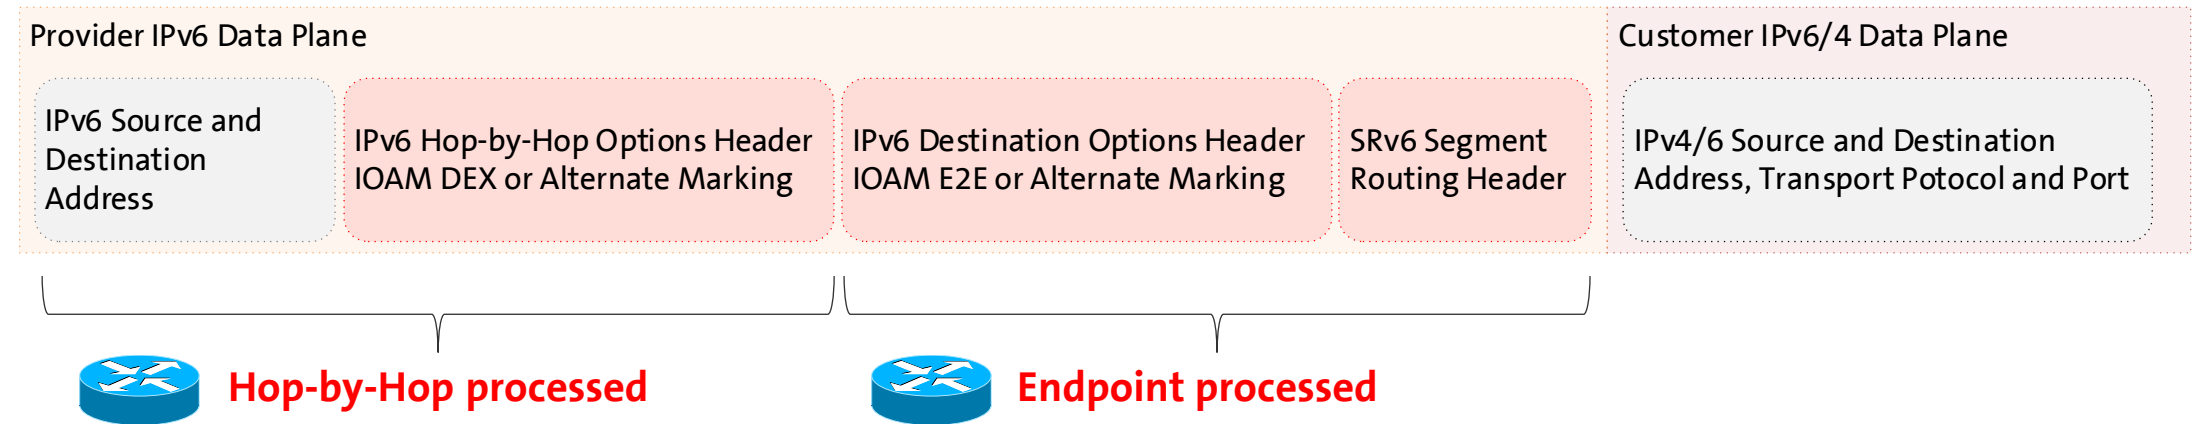 Provider IPv6 Data Plane
Customer IPv6/4 Data Plane
IPv6 Source and
Destination
Address
IPv6 Hop-by-Hop Options Header
IOAM DEX or Alternate Marking
IPv6 Destination Options Header
IOAM E2E or Alternate Marking
SRv6 Segment
Routing Header
IPv4/6 Source and Destination
Address, Transport Potocol and Port
Hop-by-Hop processed
Endpoint processed